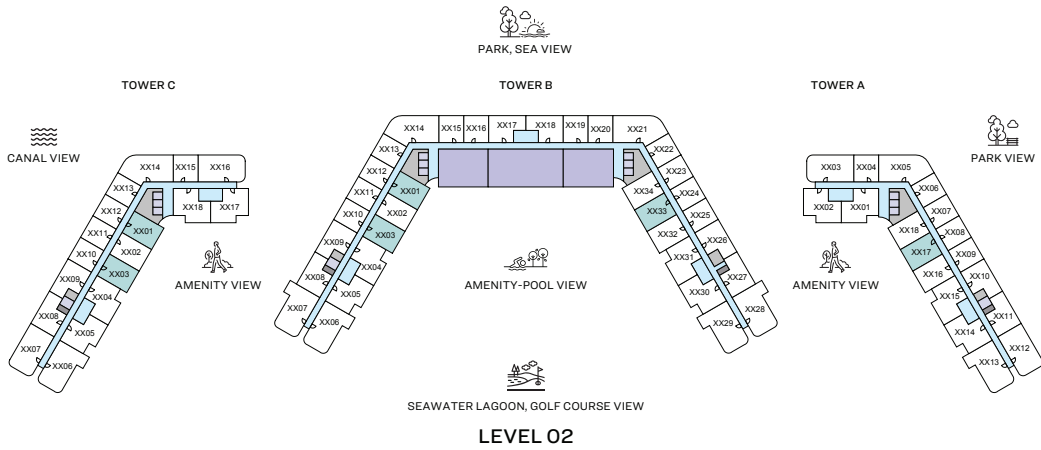 PARK, SEA VIEW
TOWER C
TOWER B
TOWER A
CANAL VIEW
PARK VIEW
XX14
XX15
XX16
XX13
XX18
XX17
XX12
XX01
XX11
XX02
XX10
XX03
XX09
XX04
XX08
XX05
XX07
XX06
AMENITY VIEW
XX14
XX15
XX16
XX17
XX18
XX19
XX20
XX21
XX13
XX22
XX12
XX23
XX11
XX01
XX34
XX24
XX10
XX02
XX33
XX25
XX03
XX32
XX26
XX09
XX04
XX31
XX27
XX08
XX05
XX30
XX28
XX07
XX06
XX29
AMENITY-POOL VIEW
XX03
XX04
XX05
XX06
XX02
XX01
XX07
XX18
XX08
XX17
XX09
XX16
XX10
XX15
XX11
XX14
XX12
XX13
AMENITY VIEW
SEAWATER LAGOON, GOLF COURSE VIEW
LEVEL 02